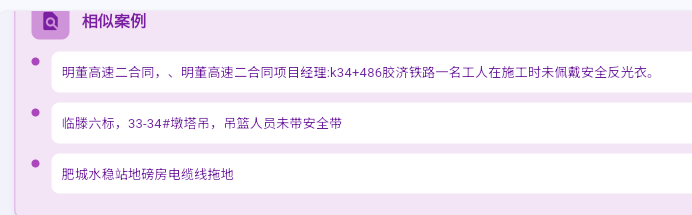 相似案例
明董高速二合同，、明董高速二合同项目经理:k34+486胶济铁路一名工人在施工时未佩戴安全反光衣。
临滕六标，33-34#墩塔吊，吊篮人员未带安全带
肥城水稳站地磅房电缆线拖地